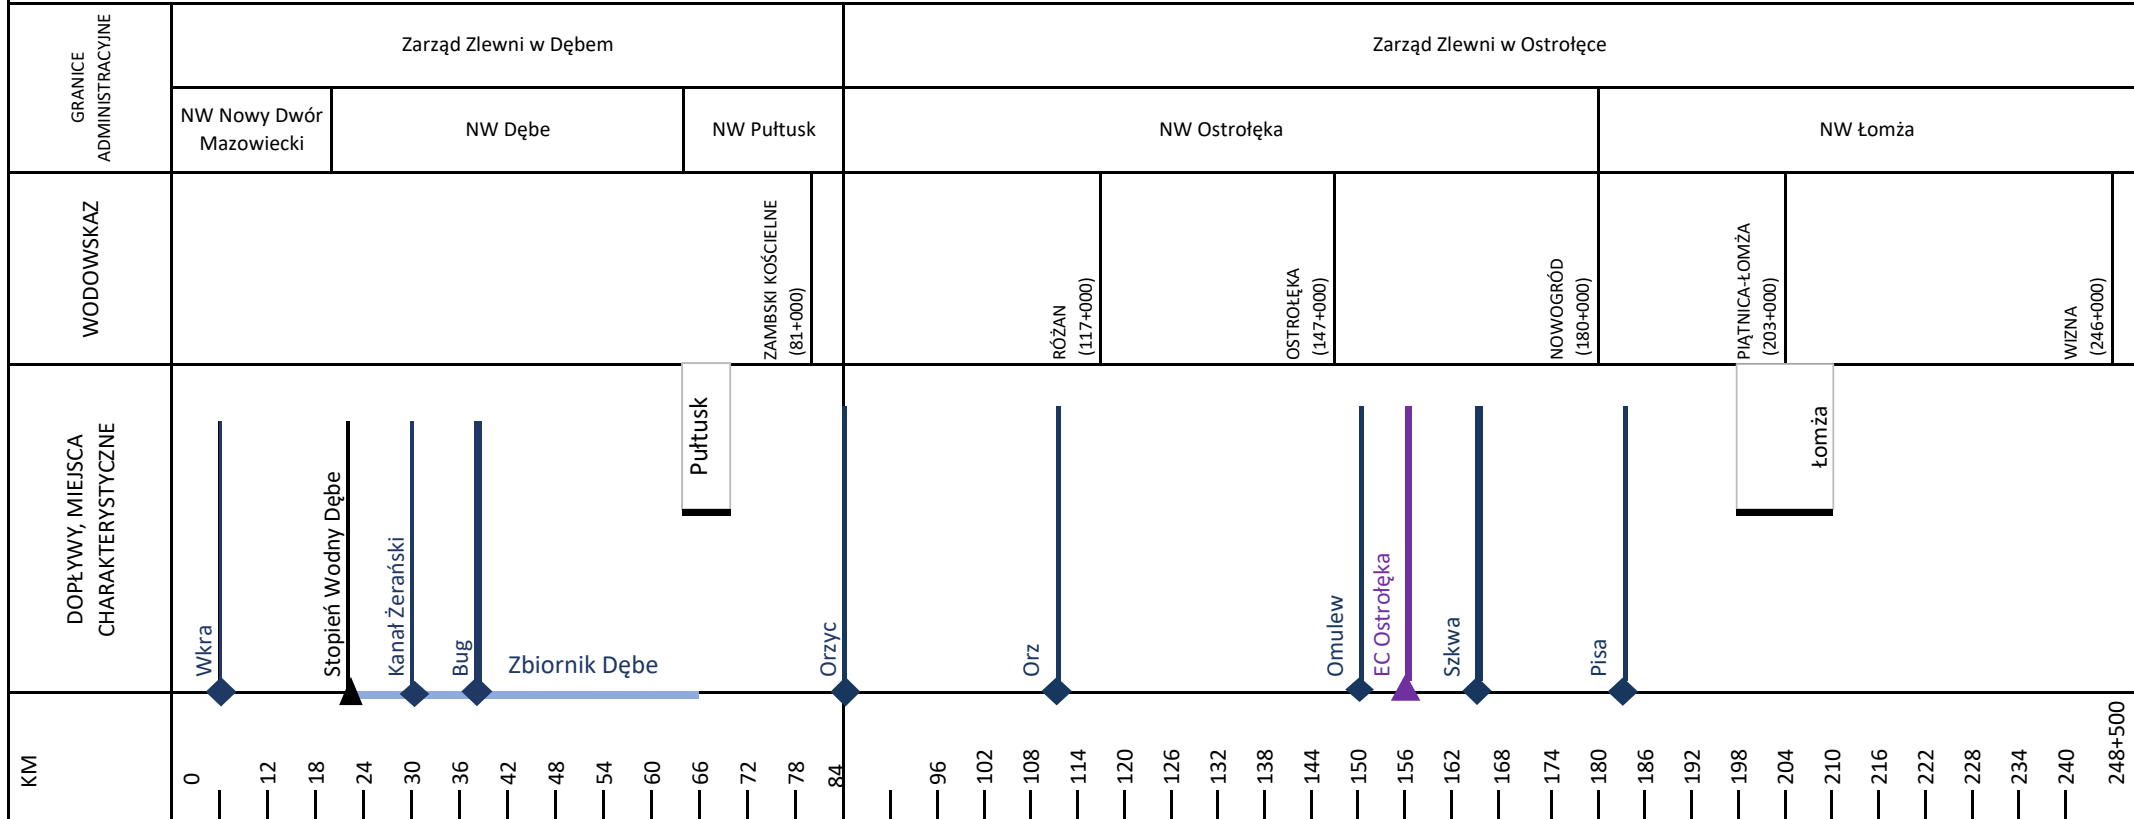 GRANICE
ADMINISTRACYJNE
Zarząd Zlewni w Dębem
Zarząd Zlewni w Ostrołęce
NW Nowy Dwór
Mazowiecki
NW Dębe
NW Pułtusk
NW Ostrołęka
NW Łomża
WODOWSKAZ
ZAMBSKI KOŚCIELNE
(81+000)
RÓŻAN
(117+000)
OSTROŁĘKA
(147+000)
NOWOGRÓD
(180+000)
PIĄTNICA-ŁOMŻA
(203+000)
WIZNA
(246+000)
DOPŁYWY, MIEJSCA
CHARAKTERYSTYCZNE
Wkra
Stopień Wodny Dębe
Kanał Żerański
Bug
Zbiornik Dębe
Pułtusk
Orzyc
Orz
Omulew
EC Ostrołęka
Szkwa
Pisa
Łomża
KM
0
12
18
24
30
36
42
48
54
60
66
72
78
84
96
102
108
114
120
126
132
138
144
150
156
162
168
174
180
186
192
198
204
210
216
222
228
234
240
248+500